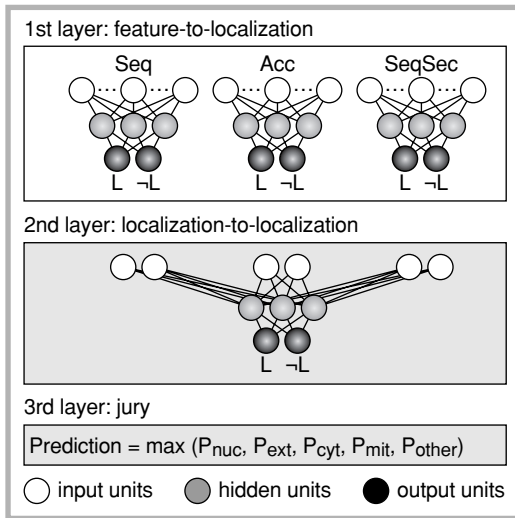 1st layer: feature-to-localization
Seq Acc SeqSec
L ¬L L ¬L L ¬L
2nd layer: localization-to-localization
L ¬L
3rd layer: jury
Prediction = max (Pnuc, Pext, Pcyt, Pmit, Pother)
input units hidden units output units